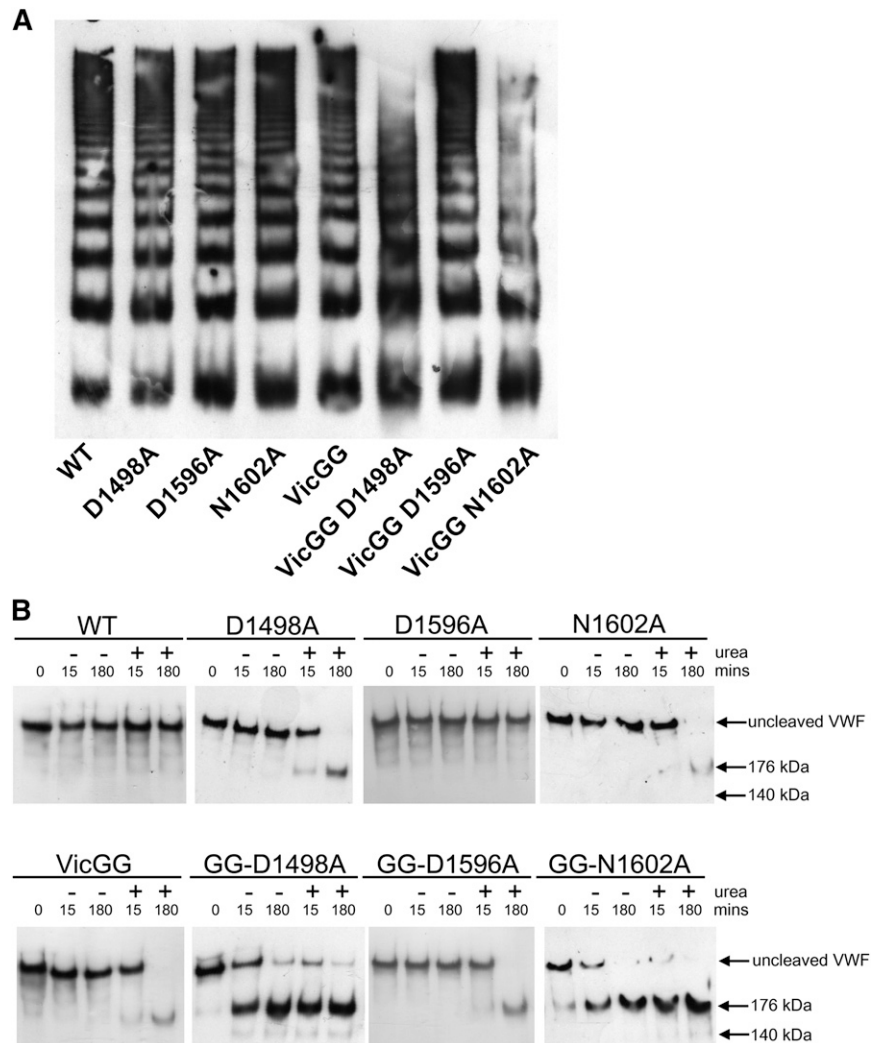 A
WT
D1498A
D1596A
N1602A
VicGG
VicGG D1498A
VicGG D1596A
VicGG N1602A
B
WT D1498A D1596A N1602A
- - + + - - + + - - + + - - + + urea
0 15 180 15 180 0 15 180 15 180 0 15 180 15 180 0 15 180 15 180 mins
uncleaved VWF
176 kDa
140 kDa
VicGG GG-D1498A GG-D1596A GG-N1602A
- - + + - - + + - - + + - - + + urea
0 15 180 15 180 0 15 180 15 180 0 15 180 15 180 0 15 180 15 180 mins
uncleaved VWF
176 kDa
140 kDa